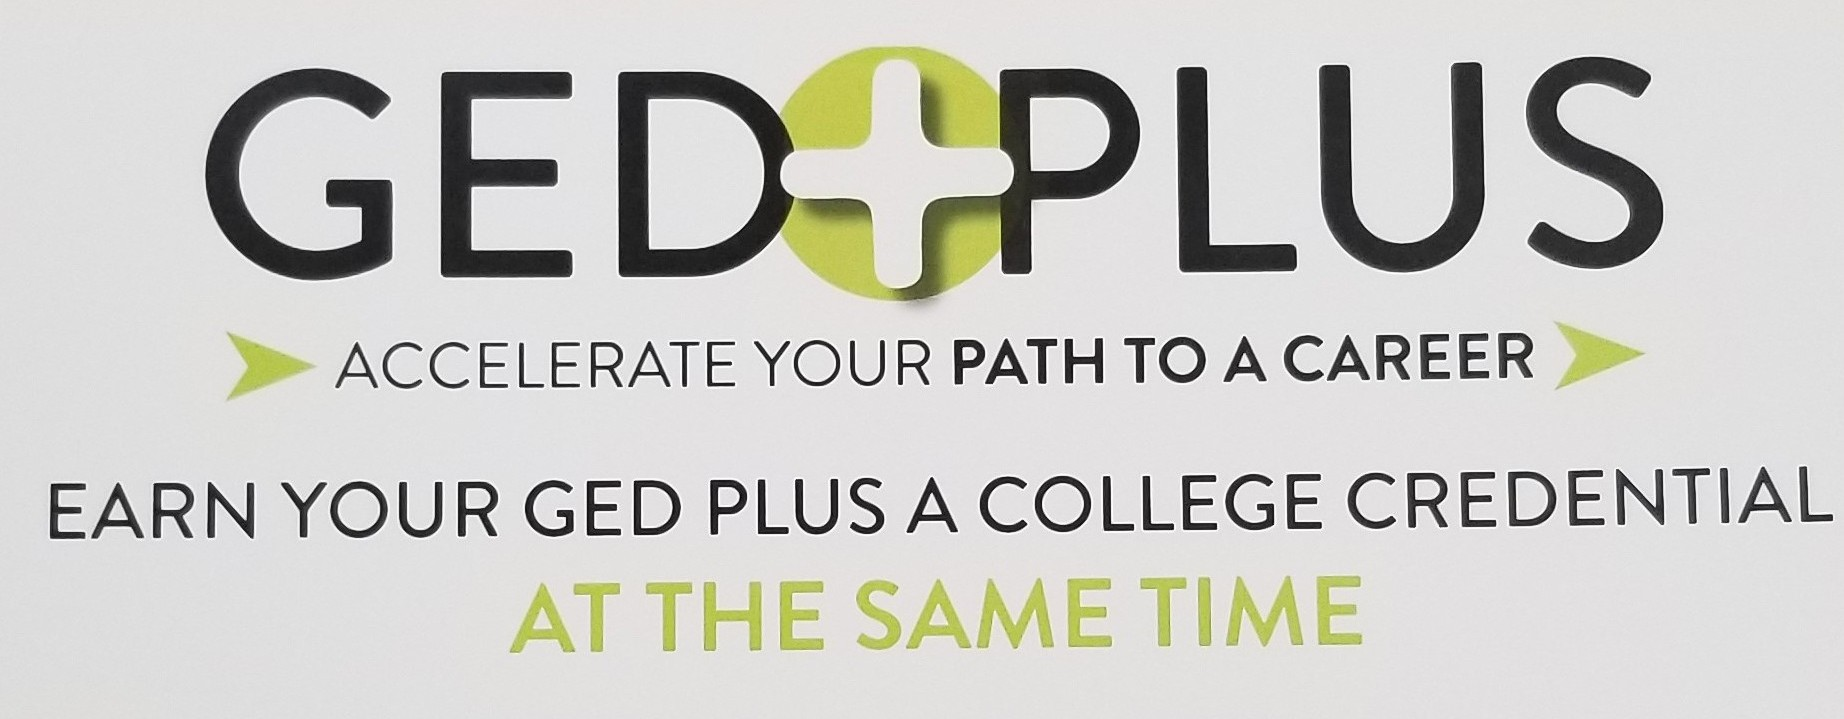 GED+PLUS
ACCELERATE YOUR PATH TO A CAREER
EARN YOUR GED PLUS A COLLEGE CREDENTIAL
AT THE SAME TIME